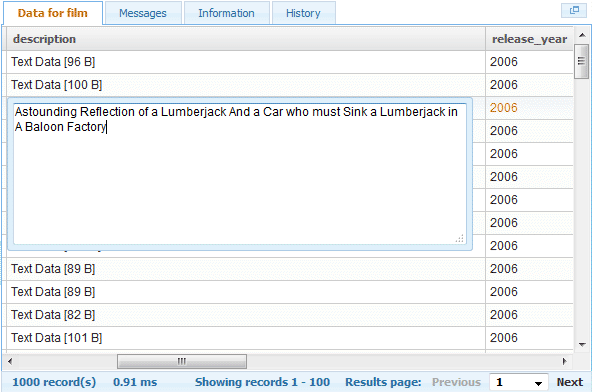 Data for film Messages Information History
description release_year
Text Data [96 B] 2006
Text Data [100 B] 2006
2006
Astounding Reflection of a Lumberjack And a Car who must Sink a Lumberjack in
A Baloon Factory
2006
2006
2006
2006
2006
2006
Text Data [89 B] 2006
Text Data [89 B] 2006
Text Data [82 B] 2006
Text Data [101 B] 2006
1000 record(s) 0.91 ms Showing records 1 - 100 Results page: Previous 1 Next